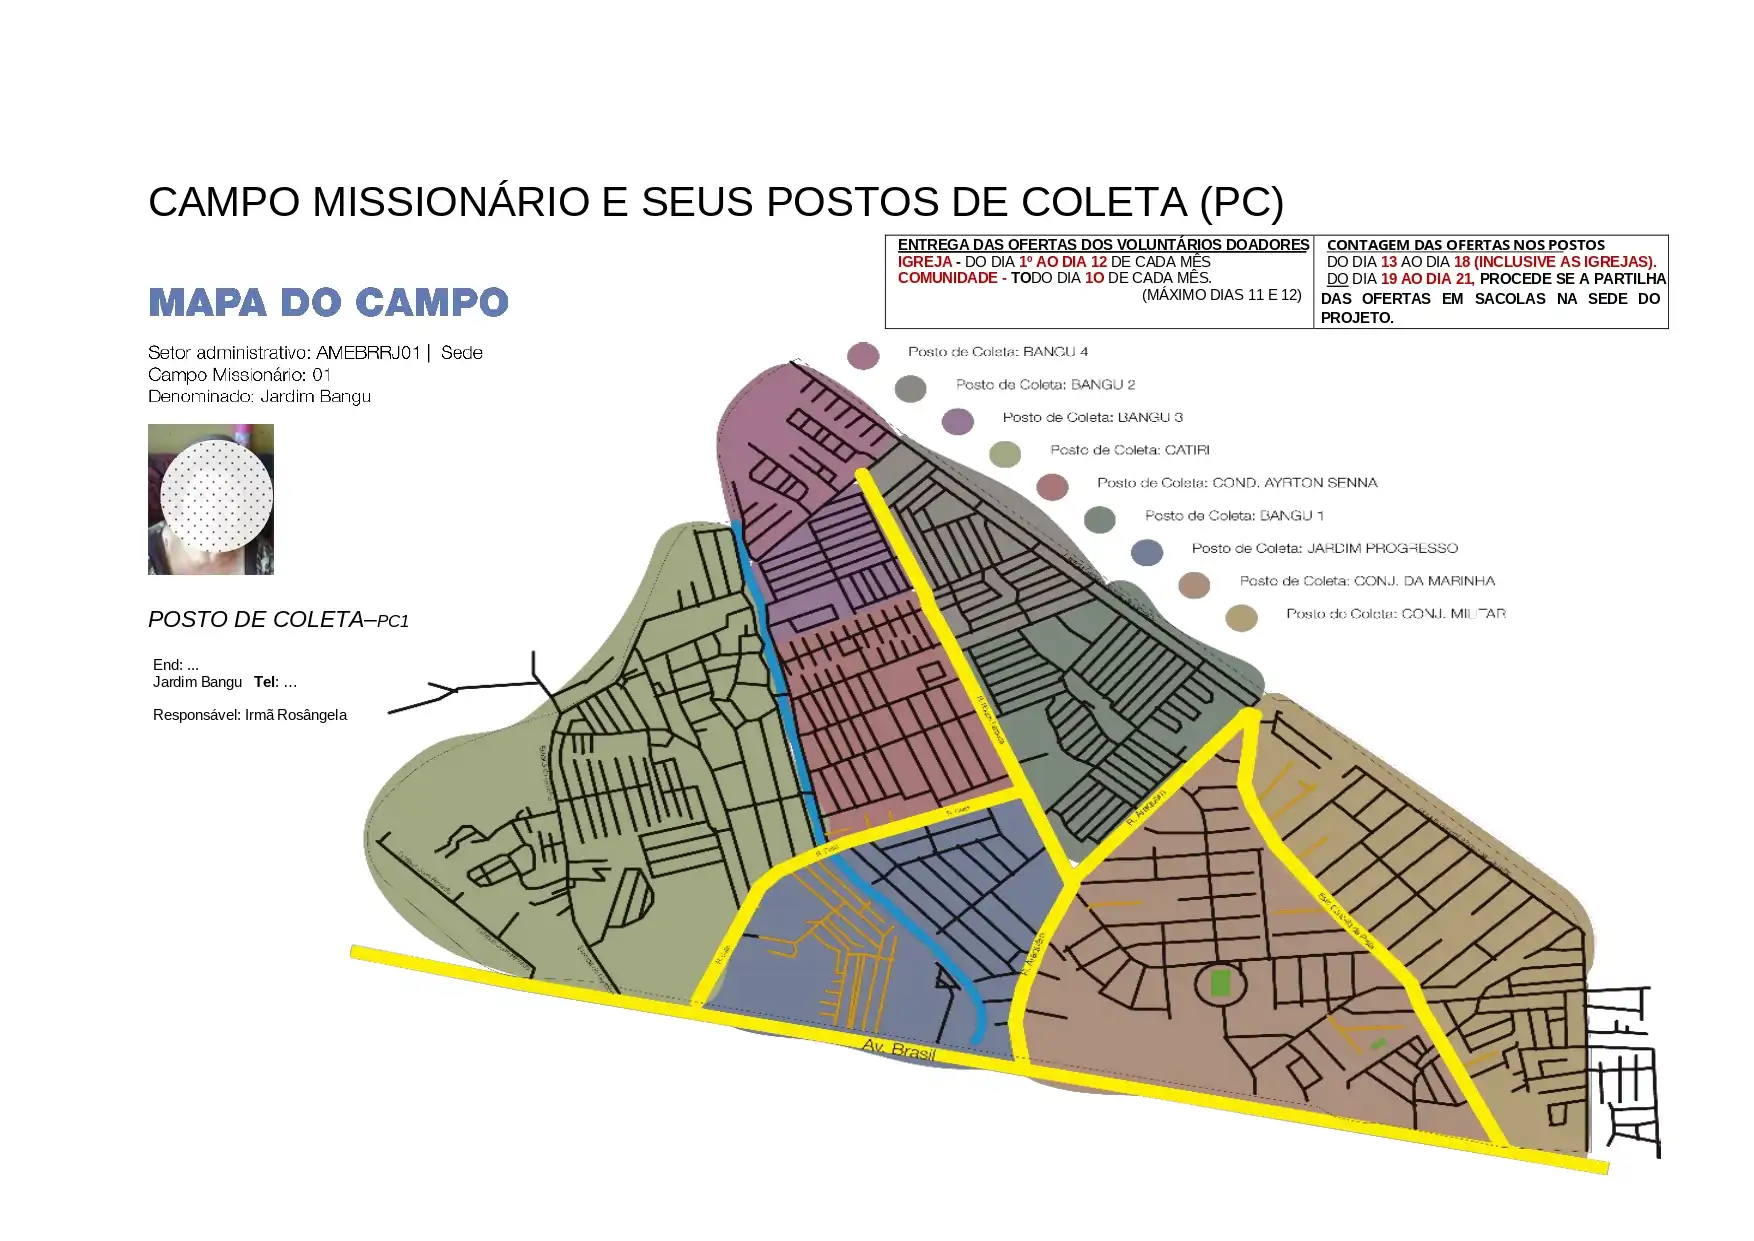 CAMPO MISSIONÁRIO E SEUS POSTOS DE COLETA (PC)
ENTREGA DAS OFERTAS DOS VOLUNTÁRIOS DOADORES
IGREJA - DO DIA 1º AO DIA 12 DE CADA MÊS
COMUNIDADE - TODO DIA 1O DE CADA MÊS.
(MÁXIMO DIAS 11 E 12)
CONTAGEM DAS OFERTAS NOS POSTOS
DO DIA 13 AO DIA 18 (INCLUSIVE AS IGREJAS).
DO DIA 19 AO DIA 21, PROCEDE SE A PARTILHA
DAS OFERTAS EM SACOLAS NA SEDE DO
PROJETO.
MAPA DO CAMPO
Setor administrativo: AMEBRRJ01 | Sede
Campo Missionário: 01
Denominado: Jardim Bangu
POSTO DE COLETA–PC1
End: ...
Jardim Bangu Tel: …
Responsável: Irmã Rosângela
Posto de Coleta: BANGU 4
Posto de Coleta: BANGU 2
Posto de Coleta: BANGU 3
Posto de Coleta: CATIRI
Posto de Coleta: COND. AYRTON SENNA
Posto de Coleta: BANGU 1
Posto de Coleta: JARDIM PROGRESSO
Posto de Coleta: CONJ. DA MARINHA
Posto de Coleta: CONJ. MILITAR
Av. Brasil